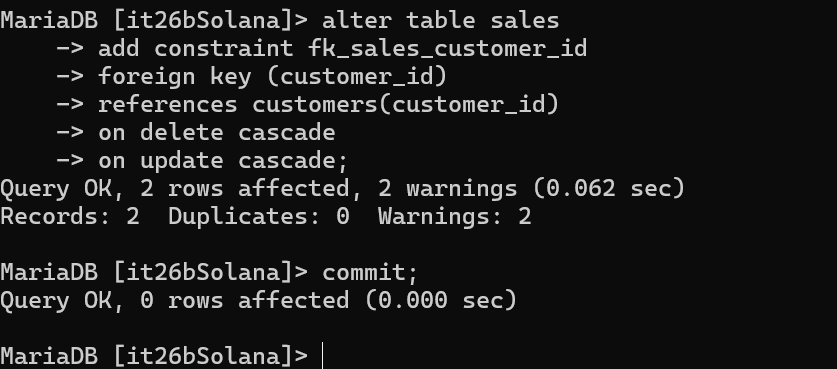 MariaDB [it26bSolana]> alter table sales
    -> add constraint fk_sales_customer_id
    -> foreign key (customer_id)
    -> references customers(customer_id)
    -> on delete cascade
    -> on update cascade;
Query OK, 2 rows affected, 2 warnings (0.062 sec)
Records: 2  Duplicates: 0  Warnings: 2

MariaDB [it26bSolana]> commit;
Query OK, 0 rows affected (0.000 sec)

MariaDB [it26bSolana]>